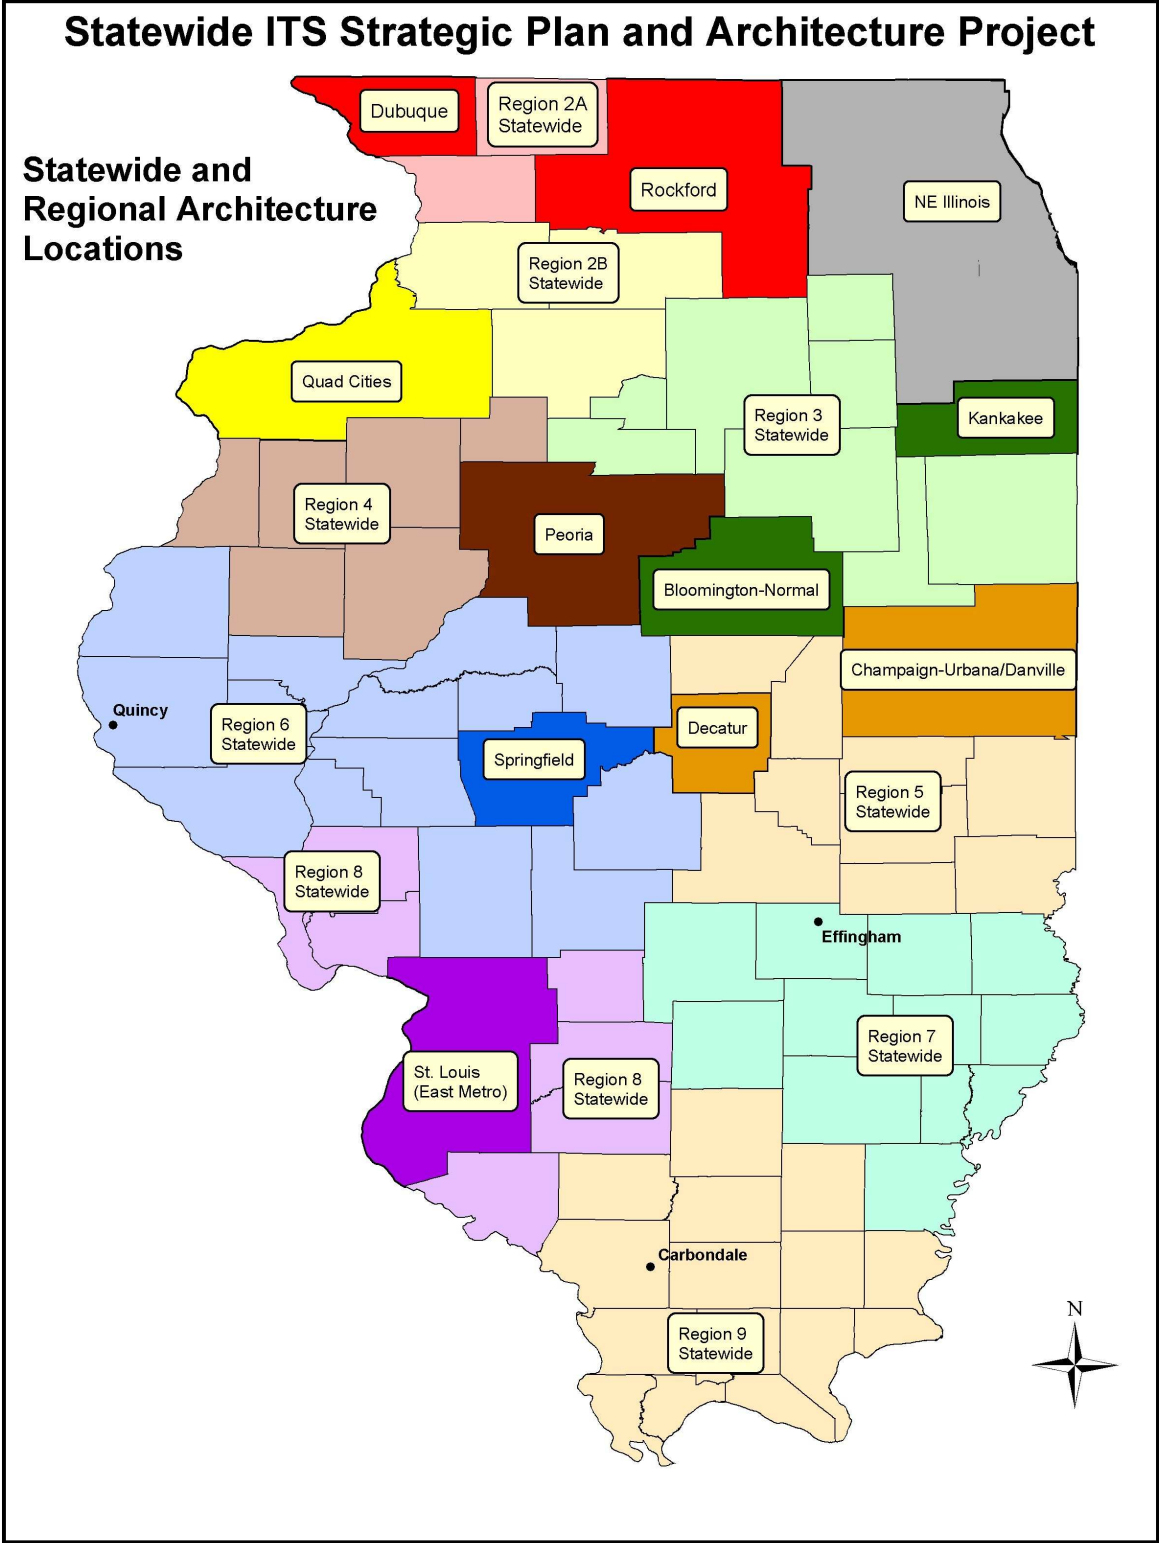 Statewide ITS Strategic Plan and Architecture Project
Statewide and
Regional Architecture
Locations
Dubuque
Region 2A
Statewide
Rockford
NE Illinois
Region 2B
Statewide
Quad Cities
Region 3
Statewide
Kankakee
Region 4
Statewide
Peoria
Bloomington-Normal
Champaign-Urbana/Danville
Quincy
Region 6
Statewide
Decatur
Springfield
Region 5
Statewide
Region 8
Statewide
Effingham
Region 7
Statewide
St. Louis
(East Metro)
Region 8
Statewide
Carbondale
Region 9
Statewide
N